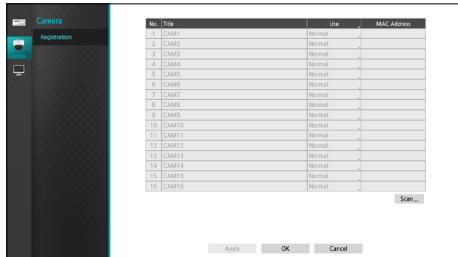 Camera
Registration
No. Title Use MAC Address
1 CAM1 Normal
2 CAM2 Normal
3 CAM3 Normal
4 CAM4 Normal
5 CAM5 Normal
6 CAM6 Normal
7 CAM7 Normal
8 CAM8 Normal
9 CAM9 Normal
10 CAM10 Normal
11 CAM11 Normal
12 CAM12 Normal
13 CAM13 Normal
14 CAM14 Normal
15 CAM15 Normal
16 CAM16 Normal
Scan...
Apply OK Cancel